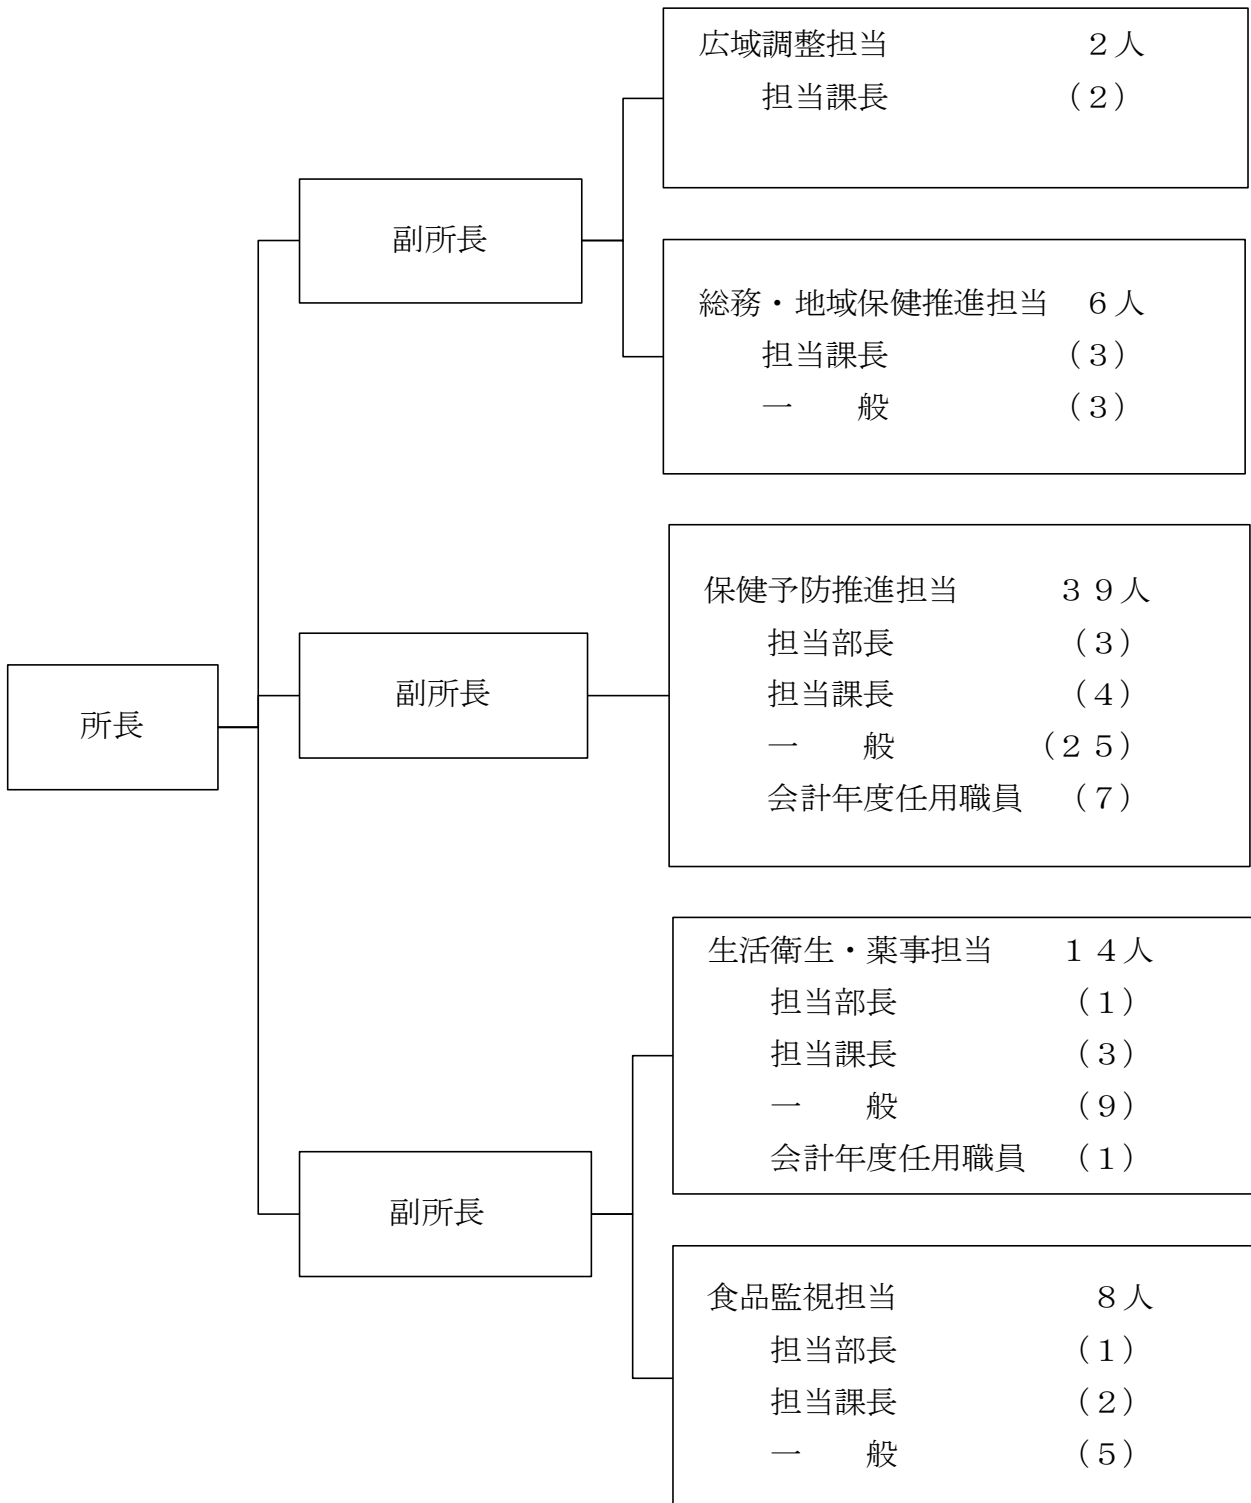 広域調整担当　２人
担当課長　（２）
副所長
総務・地域保健推進担当　６人
担当課長　（３）
一　般　（３）
保健予防推進担当　３９人
担当部長　（３）
副所長
担当課長　（４）
所長
一　般　（２５）
会計年度任用職員　（７）
生活衛生・薬事担当　１４人
担当部長　（１）
担当課長　（３）
一　般　（９）
会計年度任用職員　（１）
副所長
食品監視担当　８人
担当部長　（１）
担当課長　（２）
一　般　（５）